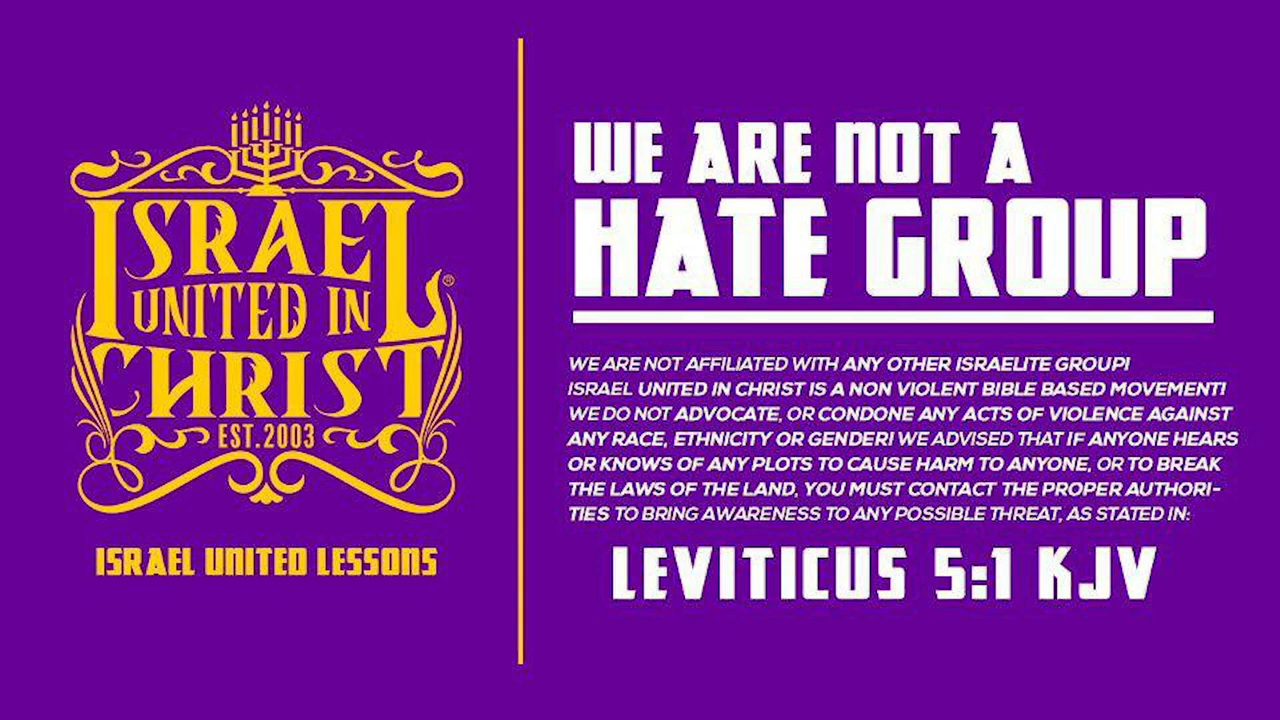 ISRAEL
UNITED IN
CHRIST
EST.2003
ISRAEL UNITED LESSONS
WE ARE NOT A
HATE GROUP
WE ARE NOT AFFILIATED WITH ANY OTHER ISRAELITE GROUP!
ISRAEL UNITED IN CHRIST IS A NON VIOLENT BIBLE BASED MOVEMENT!
WE DO NOT ADVOCATE, OR CONDONE ANY ACTS OF VIOLENCE AGAINST
ANY RACE, ETHNICITY OR GENDER! WE ADVISED THAT IF ANYONE HEARS
OR KNOWS OF ANY PLOTS TO CAUSE HARM TO ANYONE, OR TO BREAK
THE LAWS OF THE LAND, YOU MUST CONTACT THE PROPER AUTHORI-
TIES TO BRING AWARENESS TO ANY POSSIBLE THREAT, AS STATED IN:
LEVITICUS 5:1 KJV